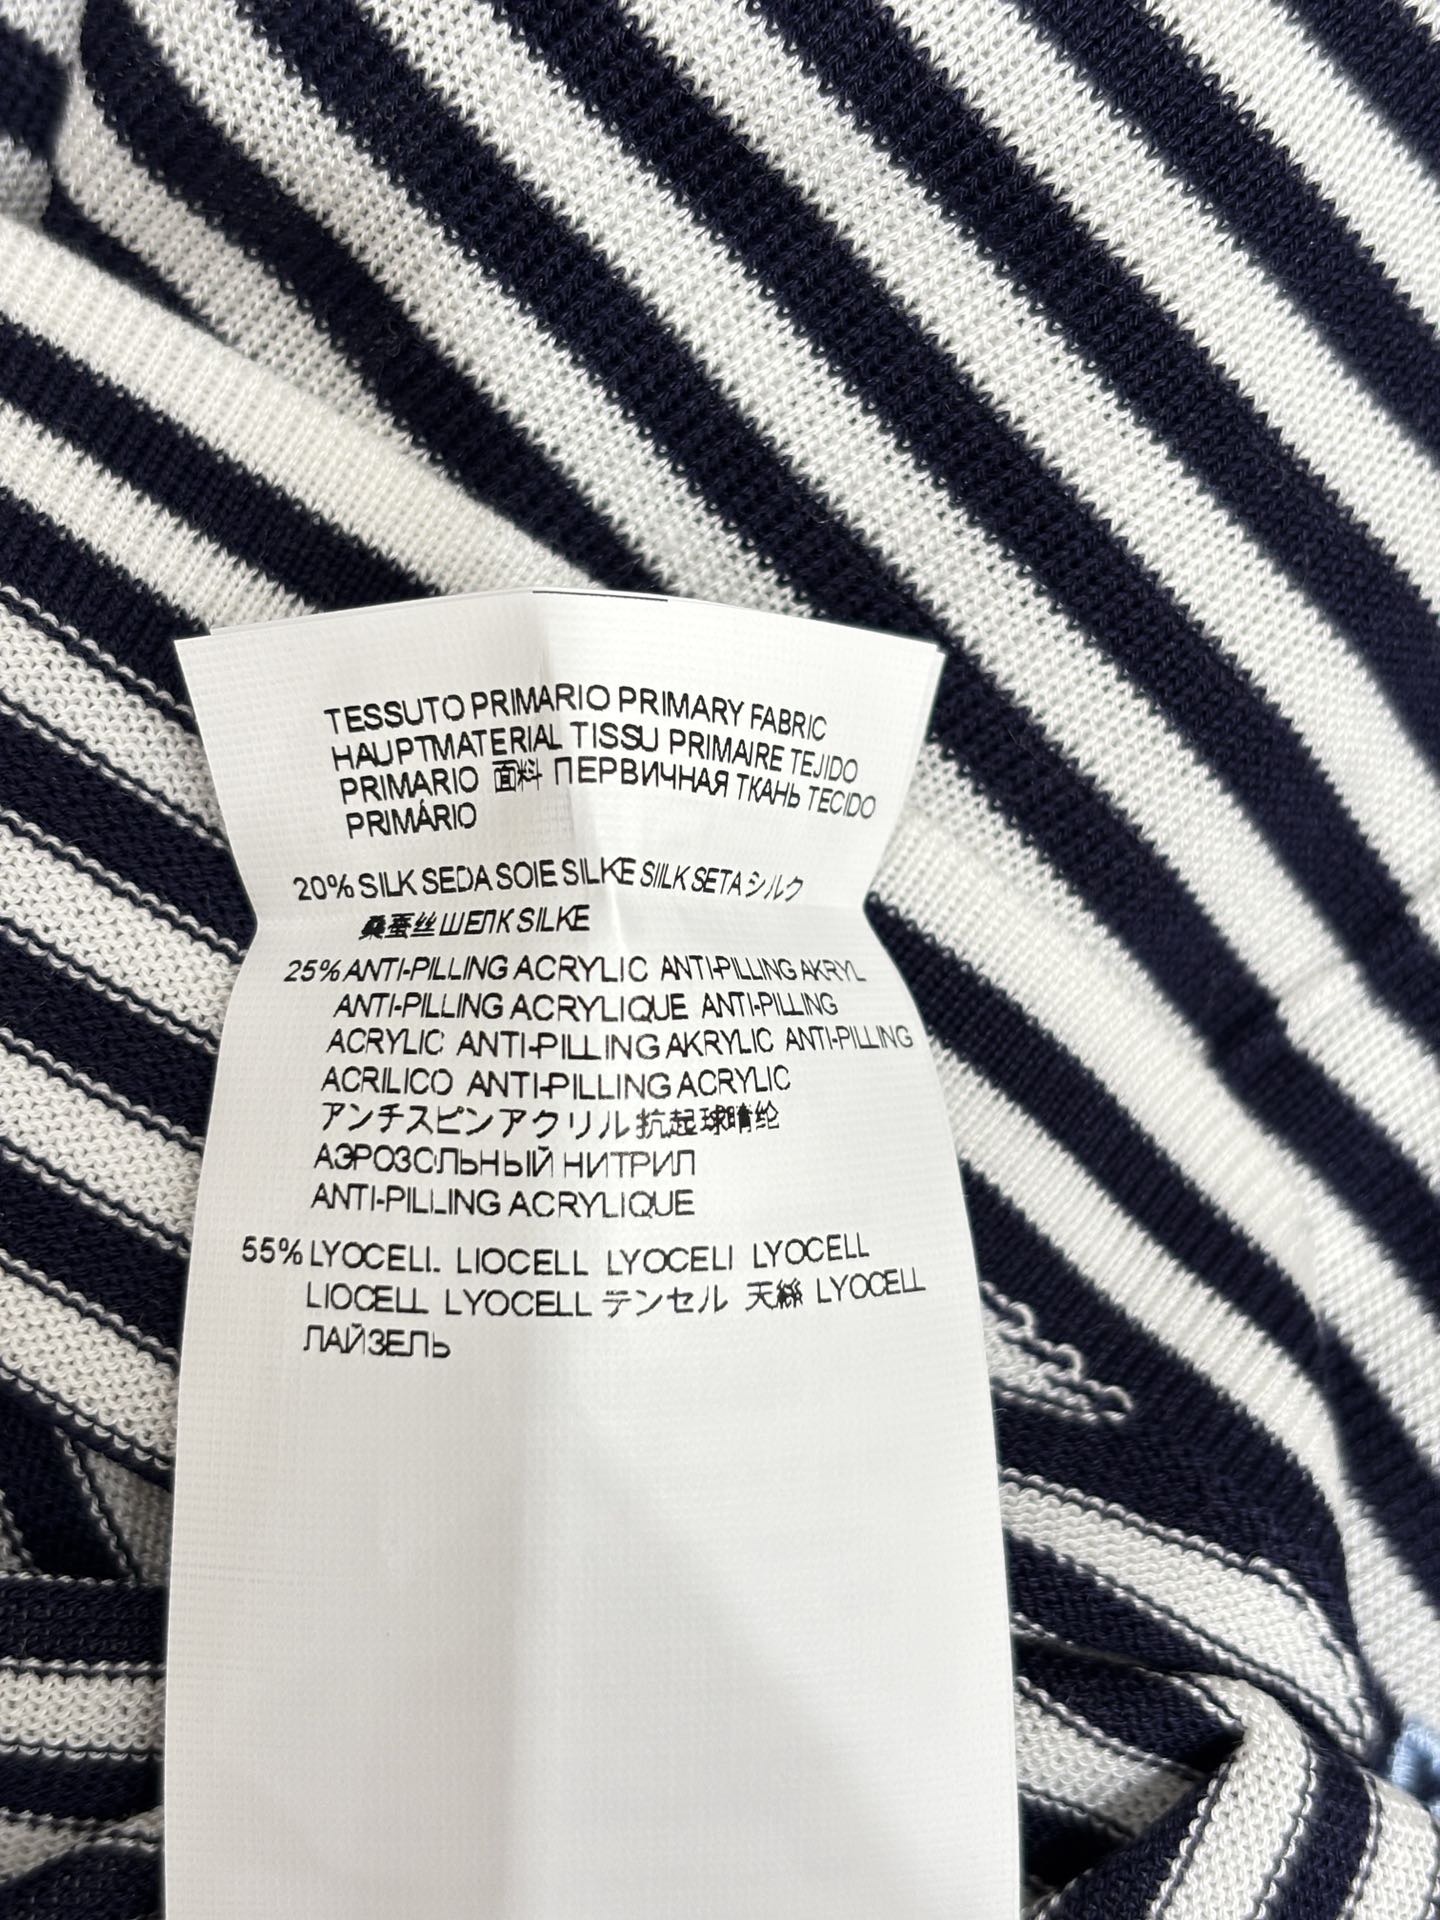 TESSUTO PRIMARIO PRIMARY FABRIC
HAUPTMATERIAL TISSU PRIMAIRE TEJIDO
PRIMARIO 面料 ПЕРВИЧНАЯ ТКАНЬ TECIDO
PRIMÁRIO
20% SILK SEDA SOIE SILKE SIILK SETA シルク
桑蚕丝 ШЕЛК SILKE
25% ANTI-PILLING ACRYLIC ANTI-PILLING AKRYL
ANTI-PILLING ACRYLIQUE ANTI-PILLING
ACRYLIC ANTI-PILLING AKRYLIC ANTI-PILLING
ACRILICO ANTI-PILLING ACRYLIC
アンチスピンアクリル 抗起球晴纶
АЭРОЗОЛЬНЫЙ НИТРИЛ
ANTI-PILLING ACRYLIQUE
55% LYOCELL LIOCELL LYOCELL LYOCELL
LIOCELL LYOCELL テンセル 天絲 LYOCELL
ЛАЙЗЕЛЬ